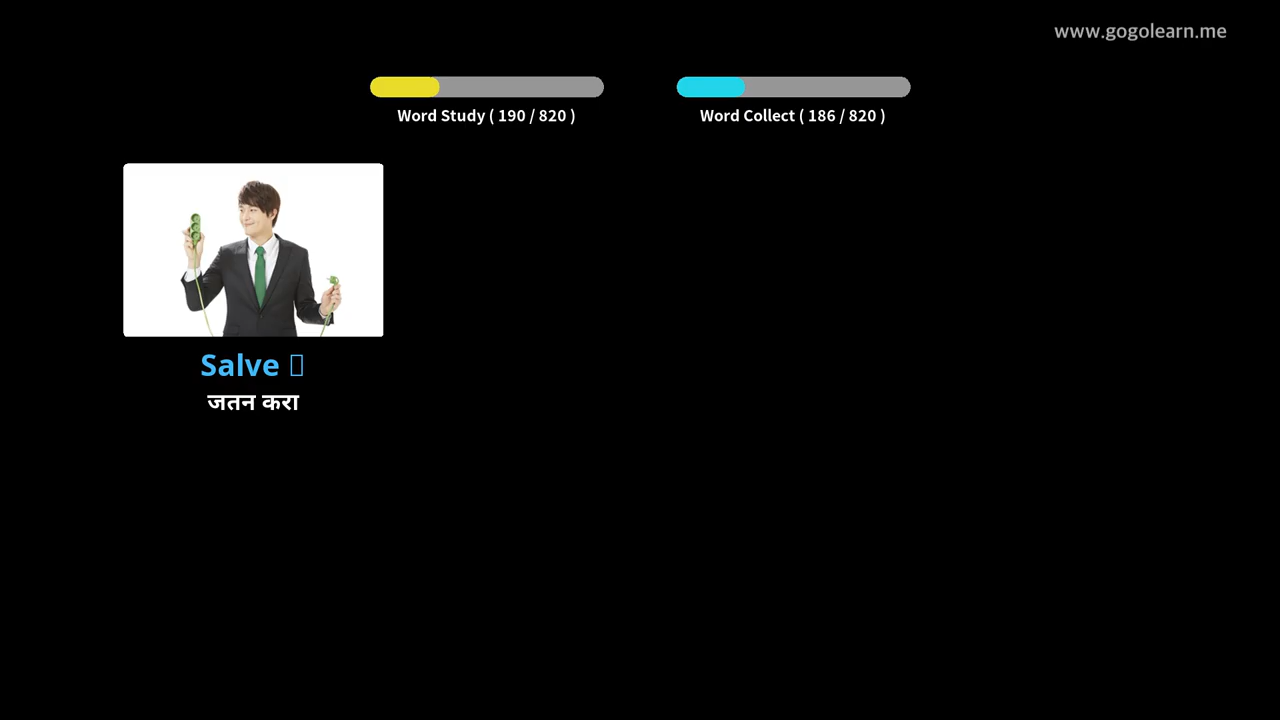 www.gogolearn.me
Word Study ( 190 / 820 )
Word Collect ( 186 / 820 )
Salve
जतन करा